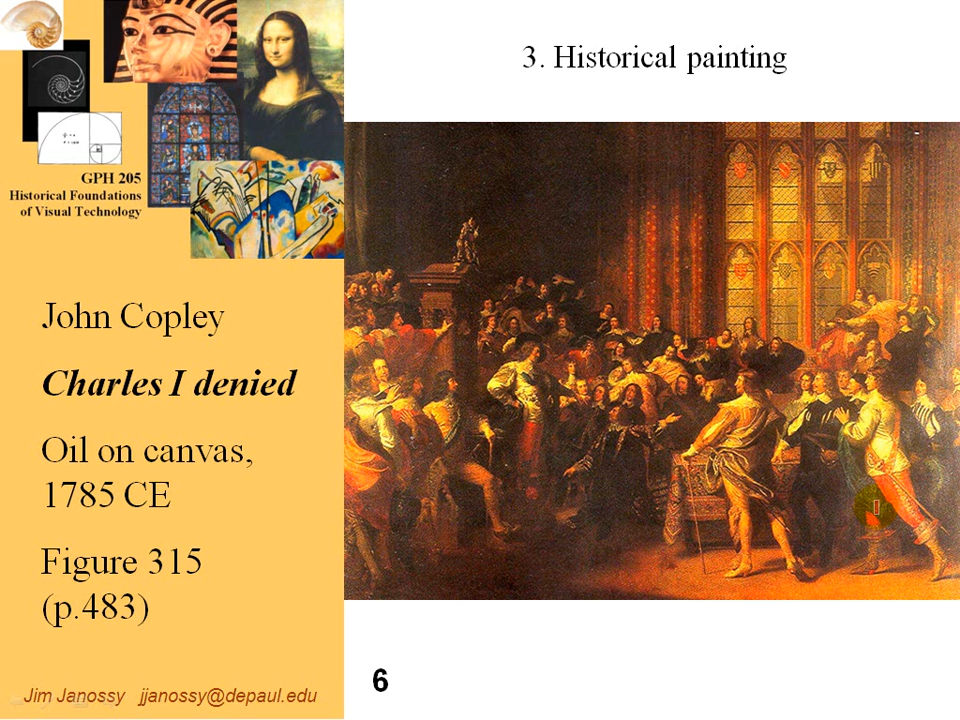 3. Historical painting
GPH 205
Historical Foundations
of Visual Technology
John Copley
Charles I denied
Oil on canvas,
1785 CE
Figure 315
(p.483)
Jim Janossy jjanossy@depaul.edu
6